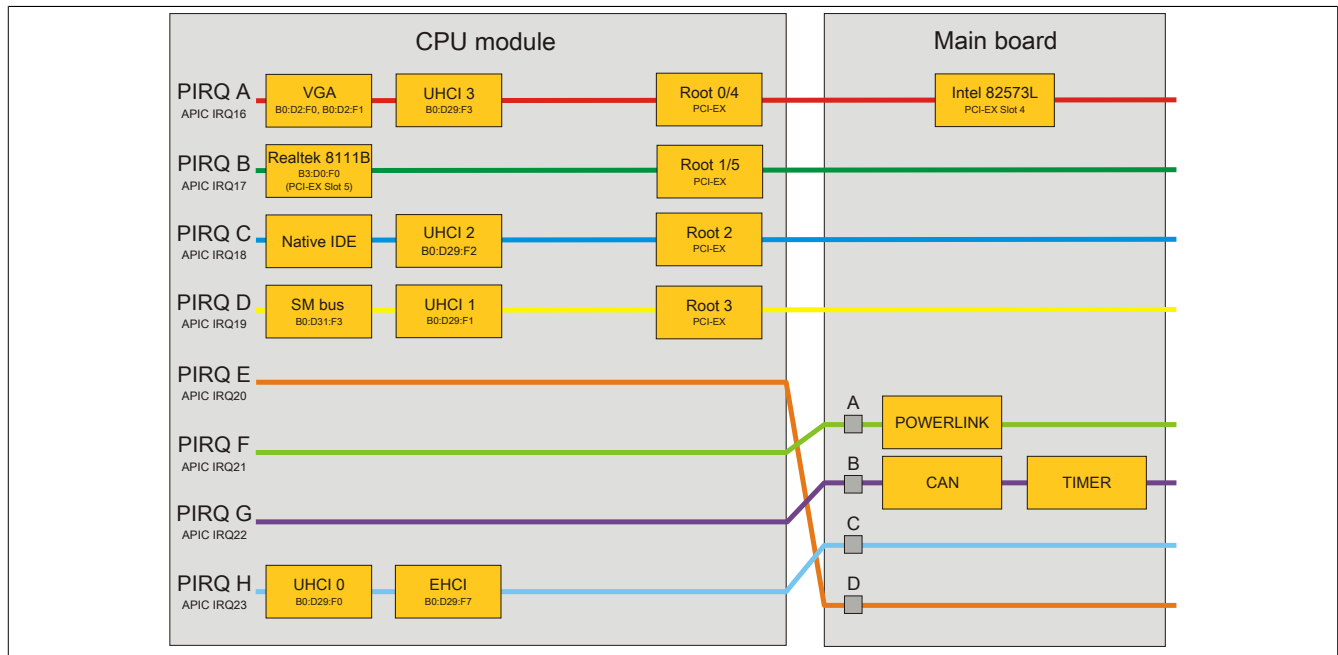 CPU module
Main board
PIRQ A
APIC IRQ16
VGA
B0:D2:F0, B0:D2:F1
UHCI 3
B0:D29:F3
Root 0/4
PCI-EX
Intel 82573L
PCI-EX Slot 4
PIRQ B
APIC IRQ17
Realtek 8111B
B3:D0:F0
(PCI-EX Slot 5)
Root 1/5
PCI-EX
PIRQ C
APIC IRQ18
Native IDE
UHCI 2
B0:D29:F2
Root 2
PCI-EX
PIRQ D
APIC IRQ19
SM bus
B0:D31:F3
UHCI 1
B0:D29:F1
Root 3
PCI-EX
PIRQ E
APIC IRQ20
A
POWERLINK
PIRQ F
APIC IRQ21
B
CAN
TIMER
PIRQ G
APIC IRQ22
C
PIRQ H
APIC IRQ23
UHCI 0
B0:D29:F0
EHCI
B0:D29:F7
D